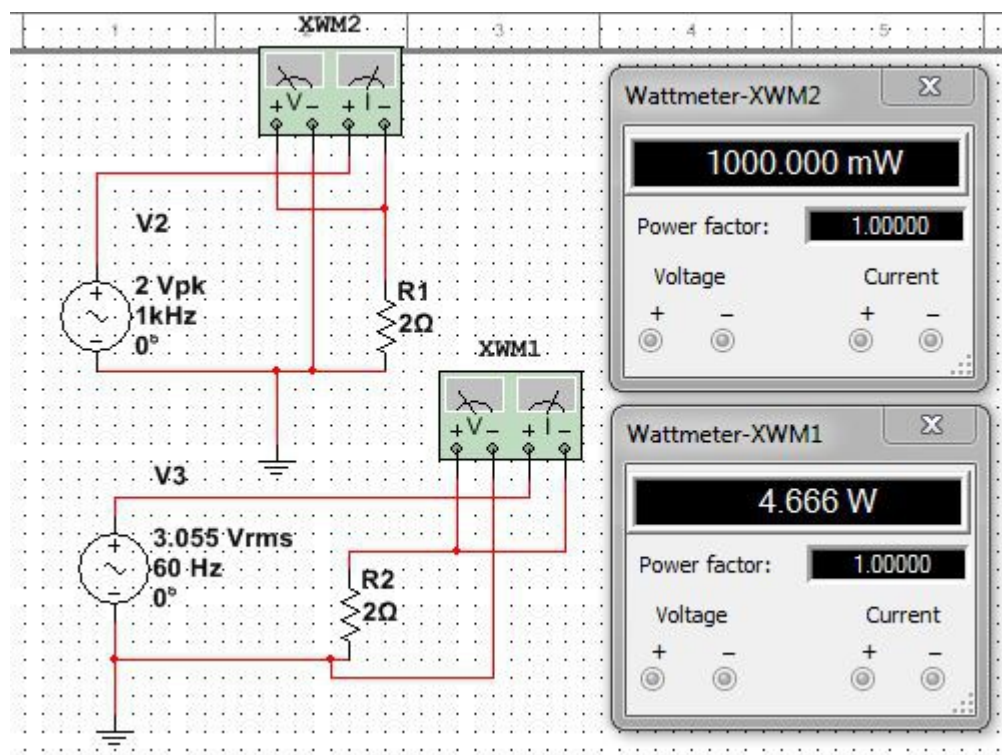 1 2 3 4 5
XWM2
+ V - + I -
V2
+
2 Vpk
1kHz
0°
-
R1
2Ω
XWM1
+ V - + I -
V3
+
3.055 Vrms
60 Hz
0°
-
R2
2Ω
Wattmeter-XWM2
X
1000.000 mW
Power factor: 1.00000
Voltage Current
+ - + -
Wattmeter-XWM1
X
4.666 W
Power factor: 1.00000
Voltage Current
+ - + -